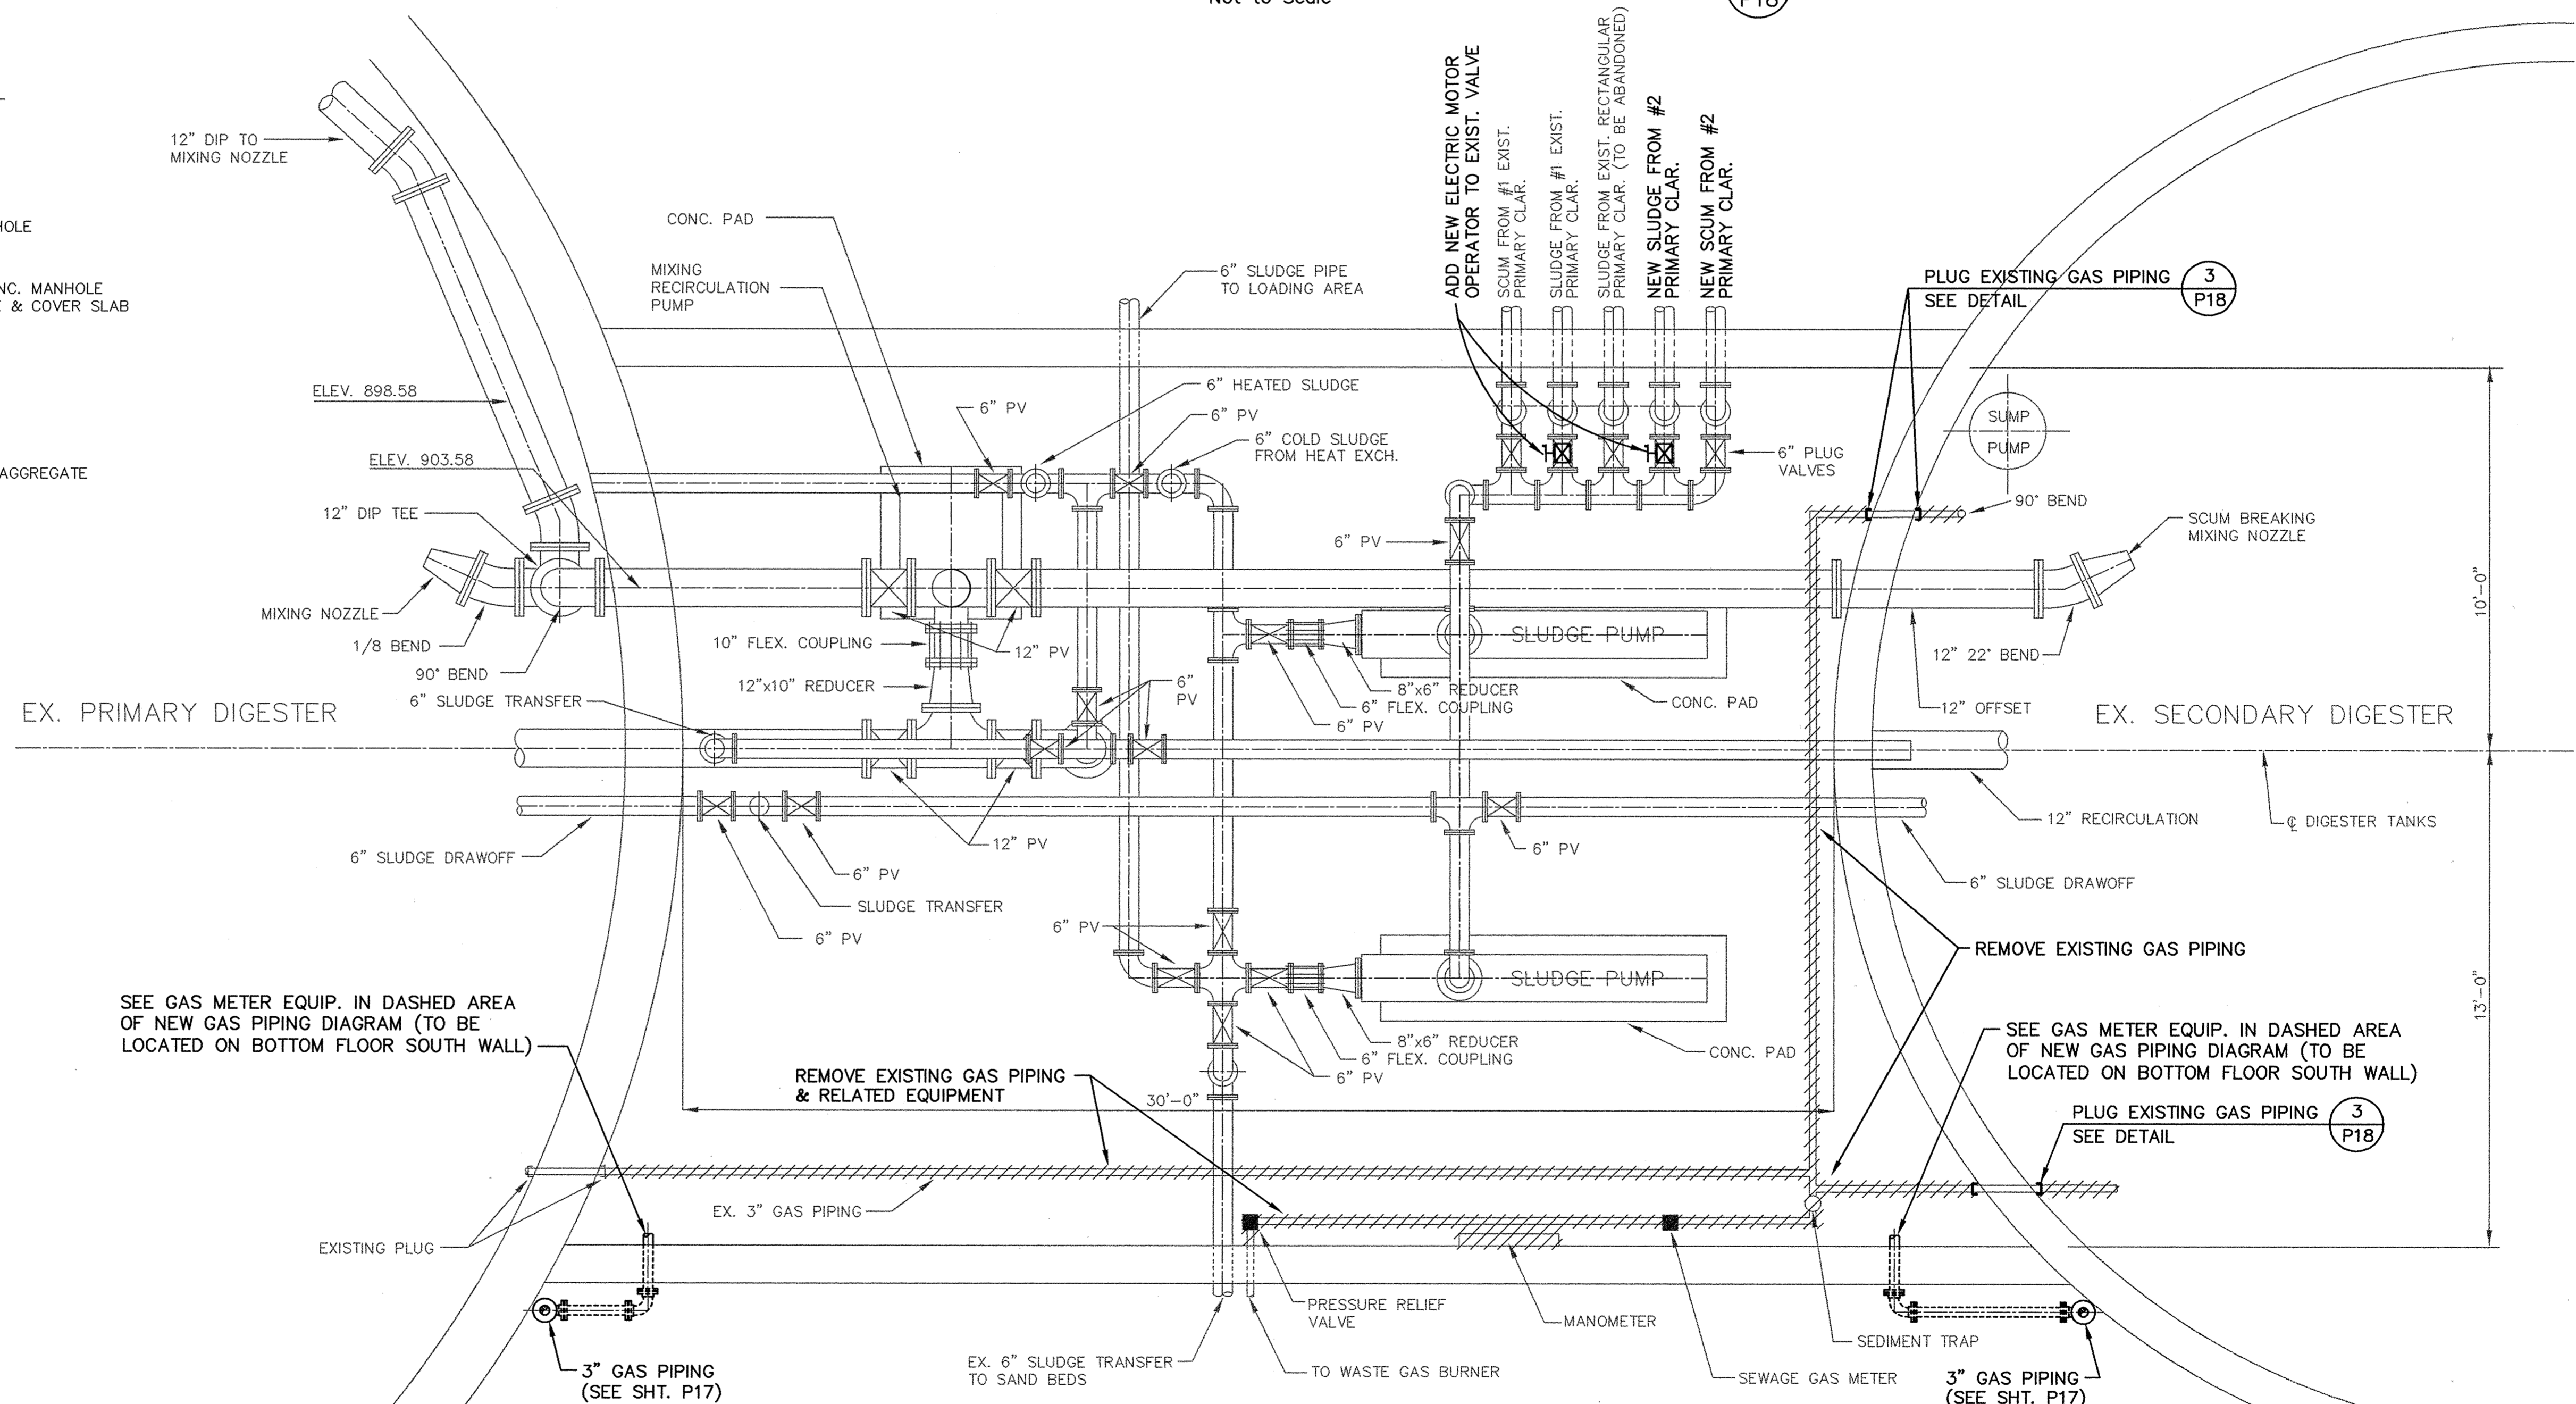 Not to Scale
P18
12" DIP TO
MIXING NOZZLE
HOLE
NC. MANHOLE
& COVER SLAB
AGGREGATE
CONC. PAD
MIXING
RECIRCULATION
PUMP
6" SLUDGE PIPE
TO LOADING AREA
ADD NEW ELECTRIC MOTOR
OPERATOR TO EXIST. VALVE
SCUM FROM #1 EXIST.
PRIMARY CLAR.
SLUDGE FROM #1 EXIST.
PRIMARY CLAR.
SLUDGE FROM EXIST. RECTANGULAR
PRIMARY CLAR. (TO BE ABANDONED)
NEW SLUDGE FROM #2
PRIMARY CLAR.
NEW SCUM FROM #2
PRIMARY CLAR.
PLUG EXISTING GAS PIPING
SEE DETAIL
3
P18
ELEV. 898.58
6" HEATED SLUDGE
6" PV
6" PV
6" COLD SLUDGE
FROM HEAT EXCH.
SUMP
PUMP
6" PLUG
VALVES
ELEV. 903.58
12" DIP TEE
90° BEND
SCUM BREAKING
MIXING NOZZLE
6" PV
MIXING NOZZLE
1/8 BEND
90° BEND
10" FLEX. COUPLING
12" PV
12"x10" REDUCER
SLUDGE PUMP
12" 22° BEND
10'-0"
6" SLUDGE TRANSFER
6"
PV
8"x6" REDUCER
6" FLEX. COUPLING
6" PV
CONC. PAD
12" OFFSET
EX. PRIMARY DIGESTER
EX. SECONDARY DIGESTER
12" RECIRCULATION
℄ DIGESTER TANKS
6" SLUDGE DRAWOFF
12" PV
6" PV
6" PV
SLUDGE TRANSFER
6" PV
6" SLUDGE DRAWOFF
6" PV
REMOVE EXISTING GAS PIPING
SLUDGE PUMP
13'-0"
SEE GAS METER EQUIP. IN DASHED AREA
OF NEW GAS PIPING DIAGRAM (TO BE
LOCATED ON BOTTOM FLOOR SOUTH WALL)
8"x6" REDUCER
6" FLEX. COUPLING
6" PV
CONC. PAD
SEE GAS METER EQUIP. IN DASHED AREA
OF NEW GAS PIPING DIAGRAM (TO BE
LOCATED ON BOTTOM FLOOR SOUTH WALL)
REMOVE EXISTING GAS PIPING
& RELATED EQUIPMENT
30'-0"
PLUG EXISTING GAS PIPING
SEE DETAIL
3
P18
EX. 3" GAS PIPING
EXISTING PLUG
PRESSURE RELIEF
VALVE
MANOMETER
SEDIMENT TRAP
EX. 6" SLUDGE TRANSFER
TO SAND BEDS
TO WASTE GAS BURNER
SEWAGE GAS METER
3" GAS PIPING
(SEE SHT. P17)
3" GAS PIPING
(SEE SHT. P17)